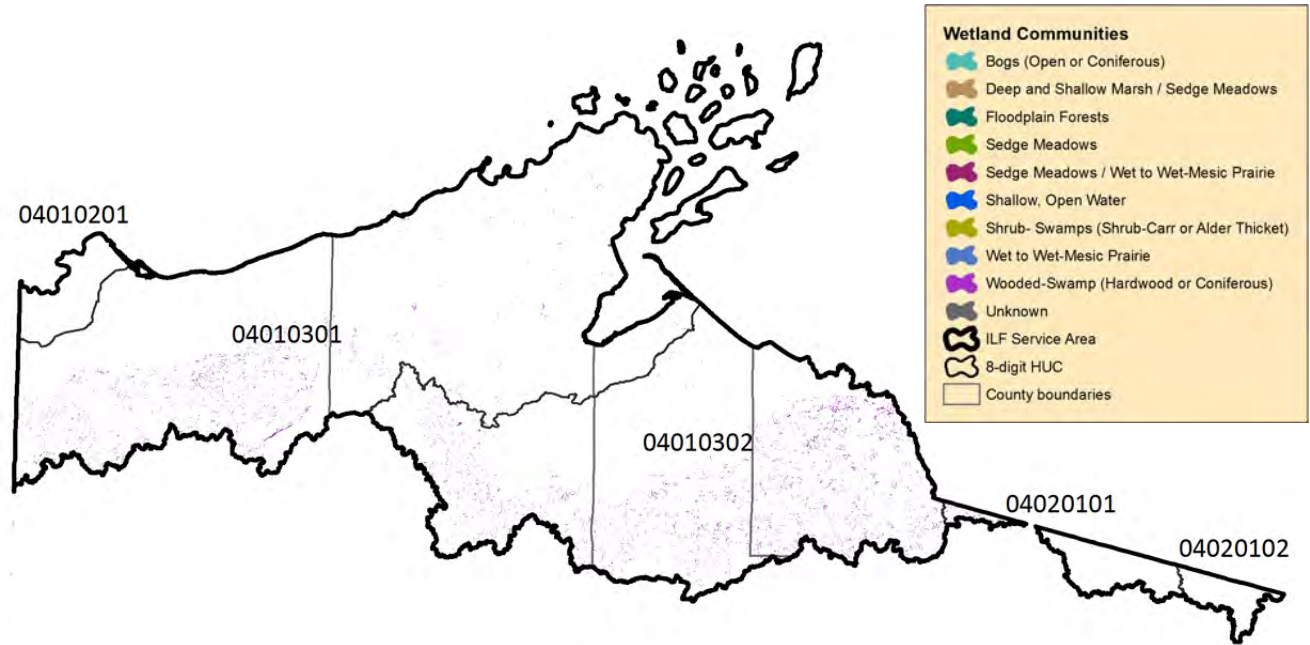 Wetland Communities
Bogs (Open or Coniferous)
Deep and Shallow Marsh / Sedge Meadows
Floodplain Forests
Sedge Meadows
Sedge Meadows / Wet to Wet-Mesic Prairie
Shallow, Open Water
Shrub- Swamps (Shrub-Carr or Alder Thicket)
Wet to Wet-Mesic Prairie
Wooded-Swamp (Hardwood or Coniferous)
Unknown
ILF Service Area
8-digit HUC
County boundaries
04010201
04010301
04010302
04020101
04020102